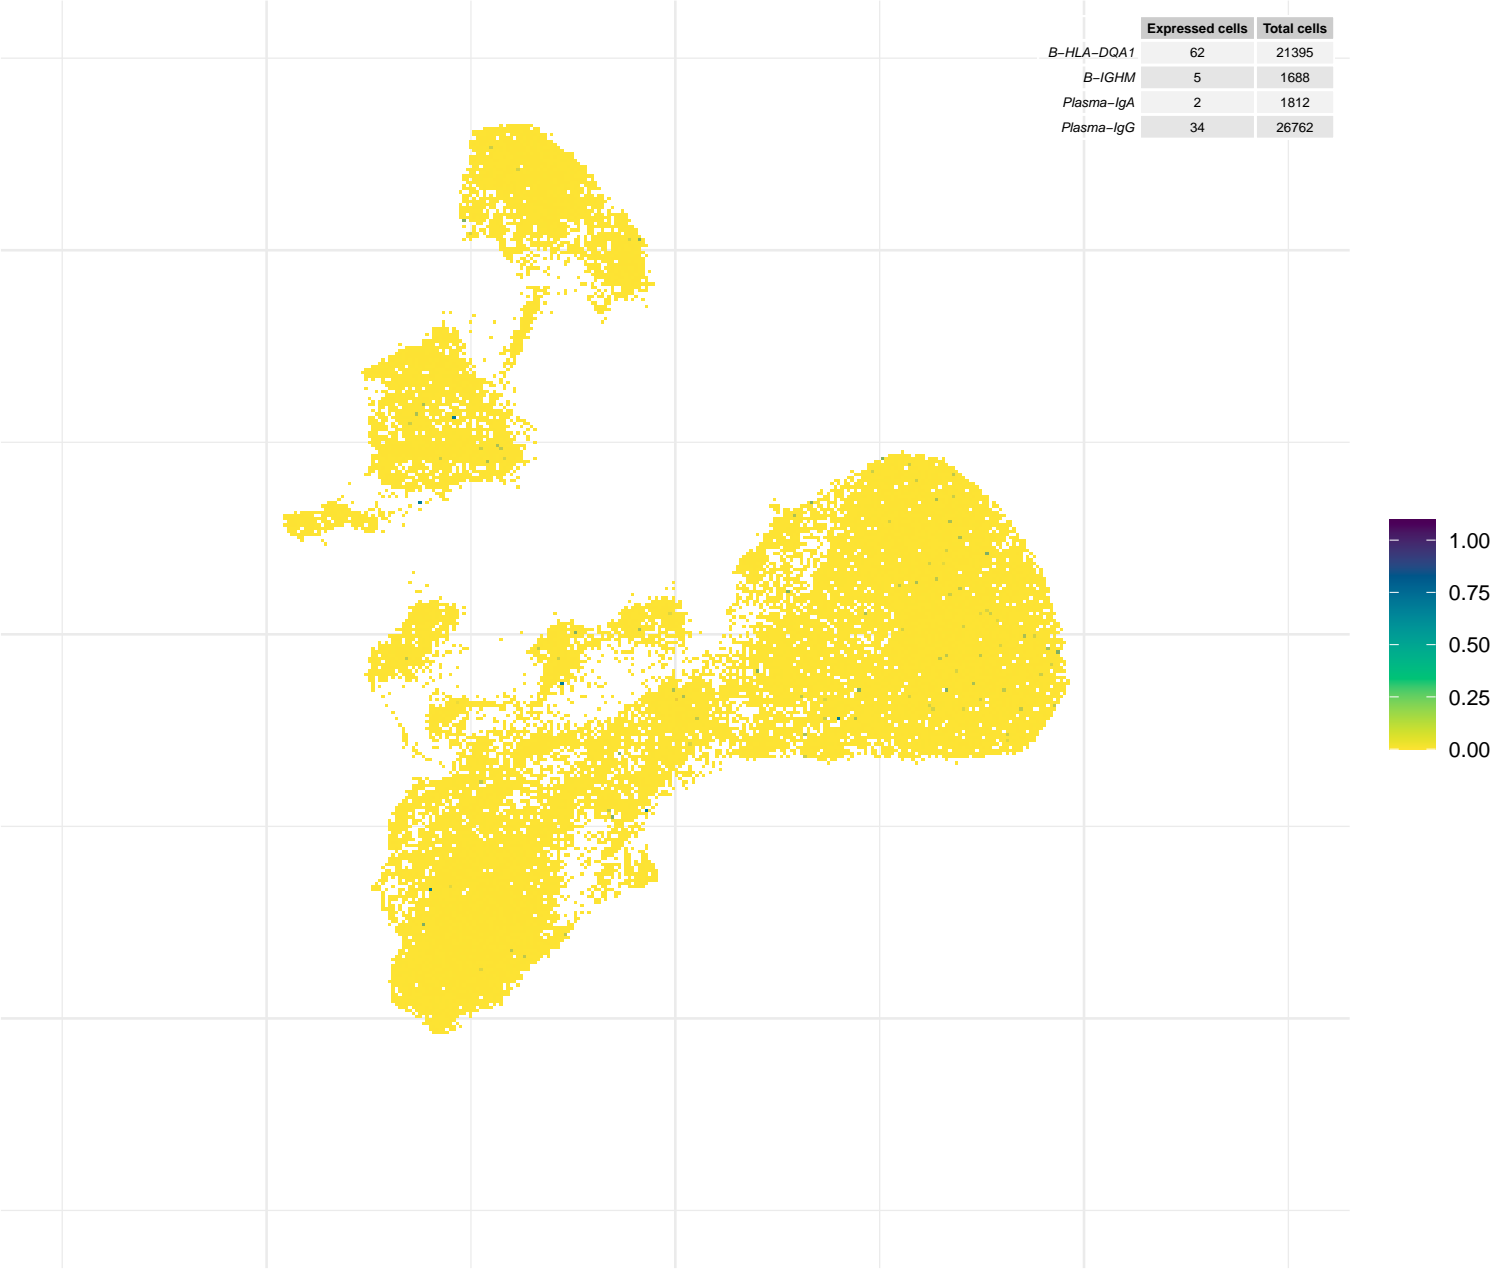 Expressed cells Total cells
B−HLA−DQA1 62 21395
B−IGHM 5 1688
Plasma−IgA 2 1812
Plasma−IgG 34 26762
1.00
0.75
0.50
0.25
0.00